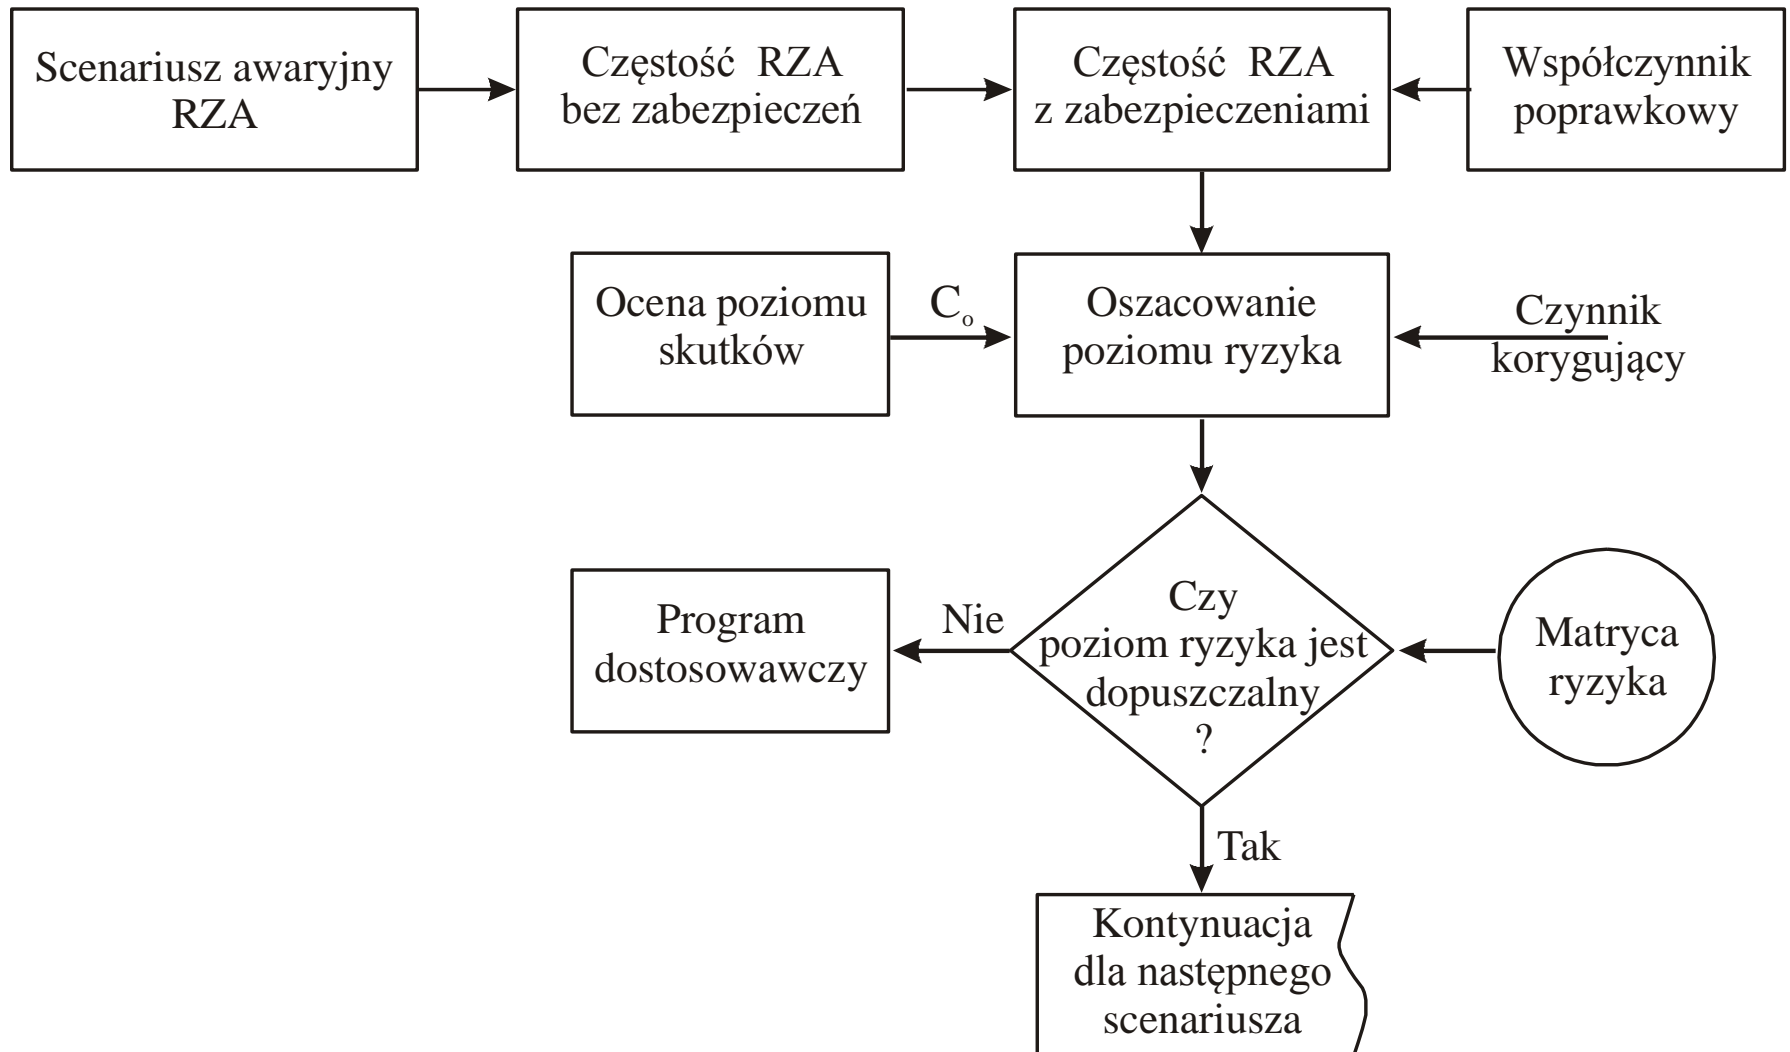 Scenariusz awaryjny
RZA
Częstość RZA
bez zabezpieczeń
Częstość RZA
z zabezpieczeniami
Współczynnik
poprawkowy
Ocena poziomu
skutków
C₀
Oszacowanie
poziomu ryzyka
Czynnik
korygujący
Program
dostosowawczy
Nie
Czy
poziom ryzyka jest
dopuszczalny
?
Matryca
ryzyka
Tak
Kontynuacja
dla następnego
scenariusza